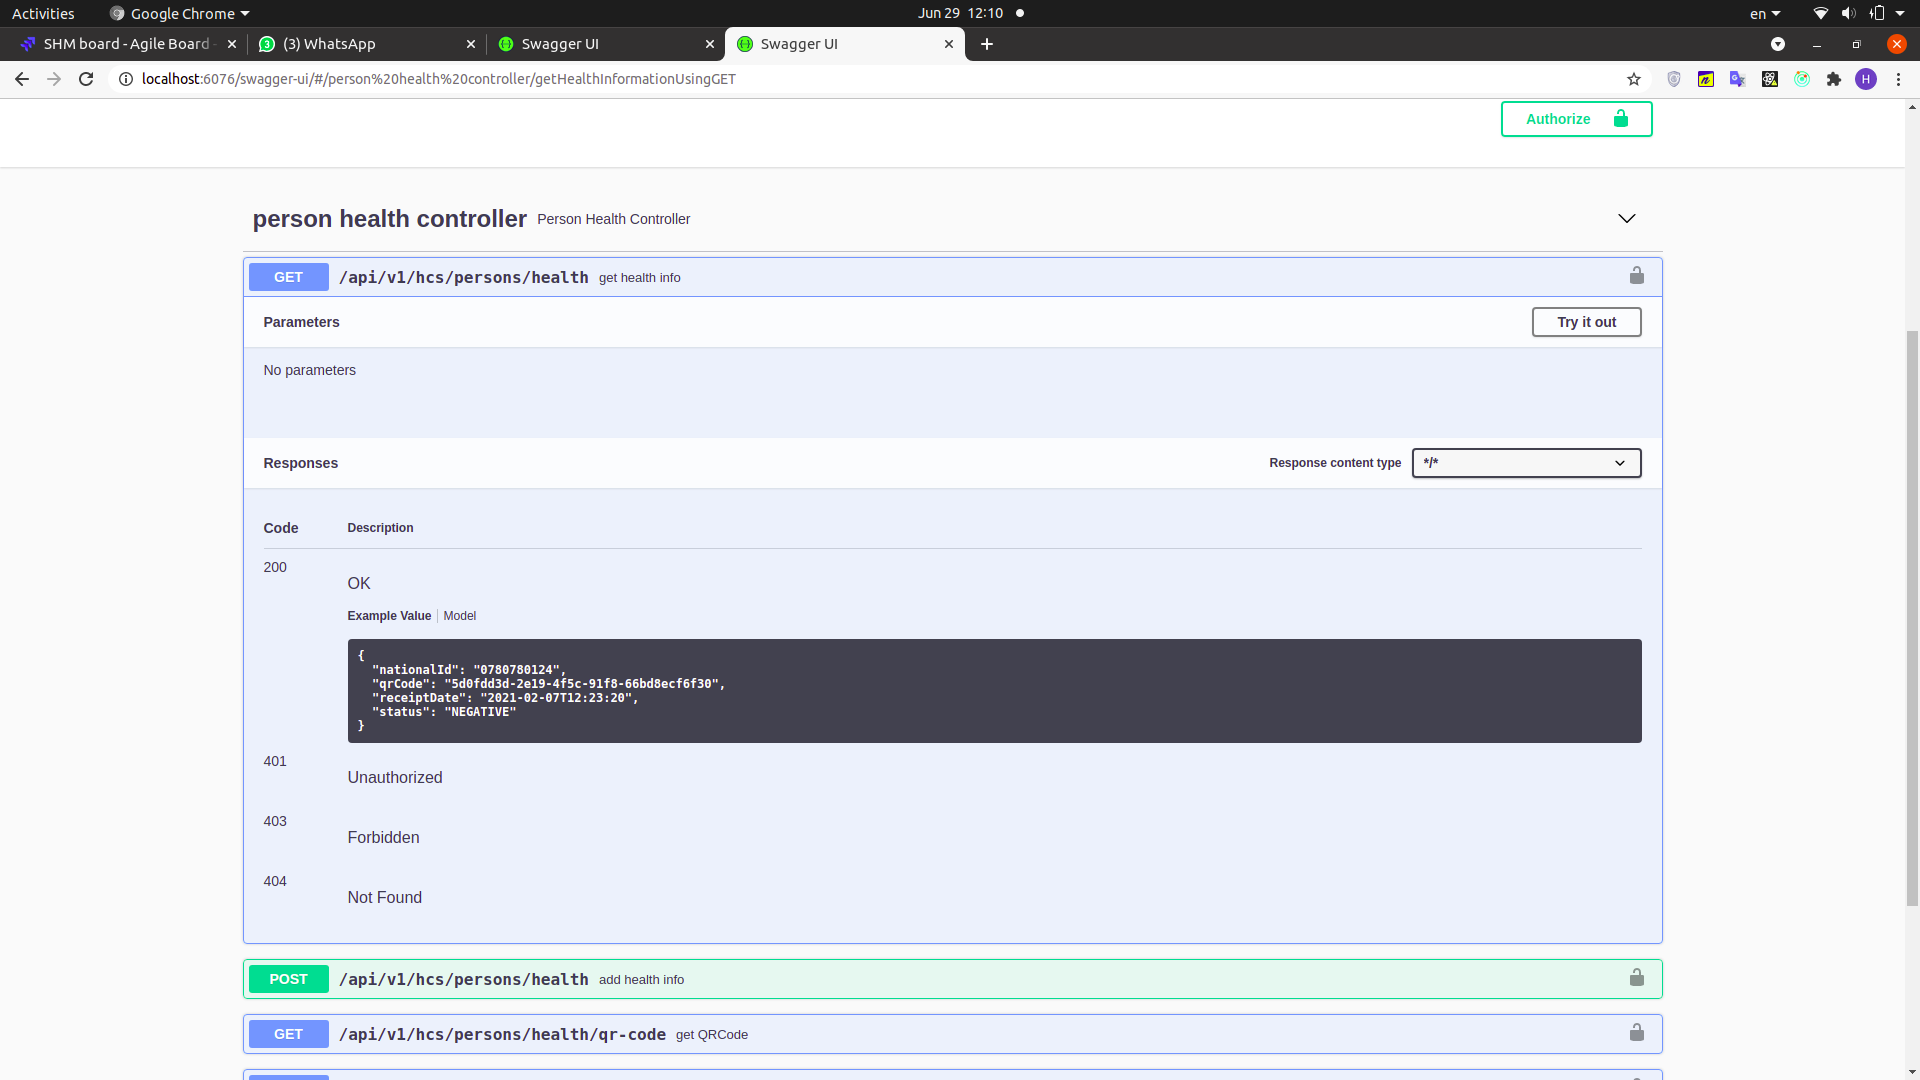 Activities
Google Chrome
Jun 29 12:10
en
SHM board - Agile Board -
(3) WhatsApp
Swagger UI
Swagger UI
localhost:6076/swagger-ui/#/person%20health%20controller/getHealthInformationUsingGET
H
Authorize
person health controller Person Health Controller
GET /api/v1/hcs/persons/health get health info
Parameters
Try it out
No parameters
Responses
Response content type
*/*
Code Description
200
OK
Example Value Model
{
"nationalId": "0780780124",
"qrCode": "5d0fdd3d-2e19-4f5c-91f8-66bd8ecf6f30",
"receiptDate": "2021-02-07T12:23:20",
"status": "NEGATIVE"
}
401
Unauthorized
403
Forbidden
404
Not Found
POST /api/v1/hcs/persons/health add health info
GET /api/v1/hcs/persons/health/qr-code get QRCode